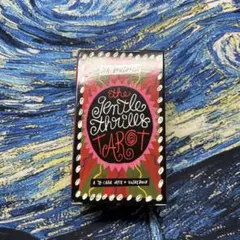 the
Gentle
Thrills
TAROT
A 78 CARD DECK + GUIDEBOOK